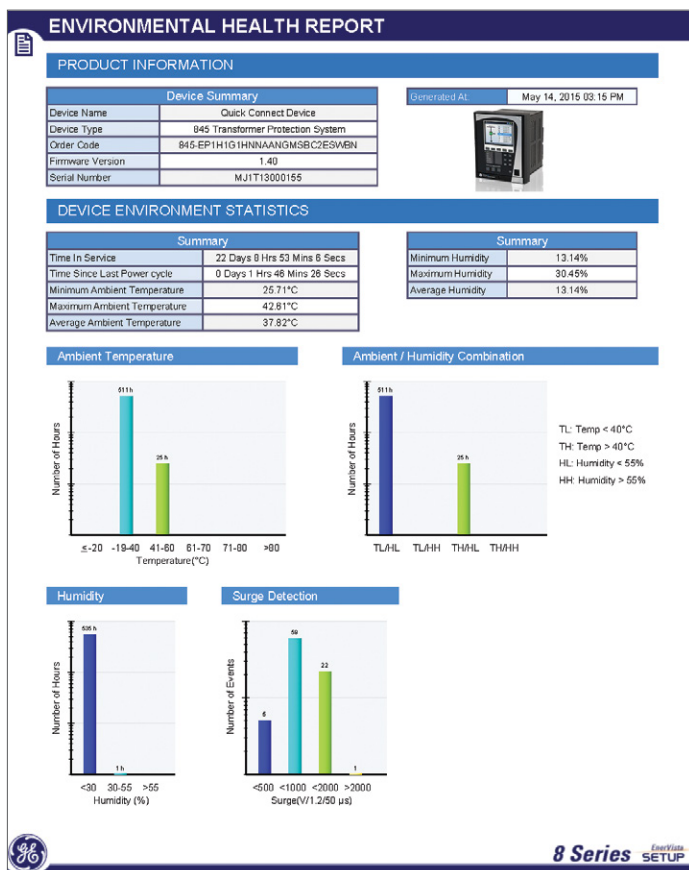 ENVIRONMENTAL HEALTH REPORT
PRODUCT INFORMATION
Device Summary
Device Name Quick Connect Device
Device Type 845 Transformer Protection System
Order Code 845-EP1H1G1HNNAANGMSBC2ESWBN
Firmware Version 1.40
Serial Number MJ1T13000155
Generated At: May 14, 2015 03:15 PM
DEVICE ENVIRONMENT STATISTICS
Summary
Time In Service 22 Days 8 Hrs 53 Mins 6 Secs
Time Since Last Power cycle 0 Days 1 Hrs 46 Mins 26 Secs
Minimum Ambient Temperature 25.71°C
Maximum Ambient Temperature 42.61°C
Average Ambient Temperature 37.82°C
Summary
Minimum Humidity 13.14%
Maximum Humidity 30.45%
Average Humidity 13.14%
Ambient Temperature
Number of Hours
511 h
25 h
≤-20 -19-40 41-60 61-70 71-80 >80
Temperature(°C)
Ambient / Humidity Combination
Number of Hours
511 h
25 h
TL/HL TL/HH TH/HL TH/HH
TL: Temp < 40°C
TH: Temp > 40°C
HL: Humidity < 55%
HH: Humidity > 55%
Humidity
Number of Hours
535 h
1 h
<30 30-55 >55
Humidity (%)
Surge Detection
Number of Events
5
59
22
1
<500 <1000 <2000 >2000
Surge(V/1.2/50 µs)
GE
8 Series EnerVista SETUP